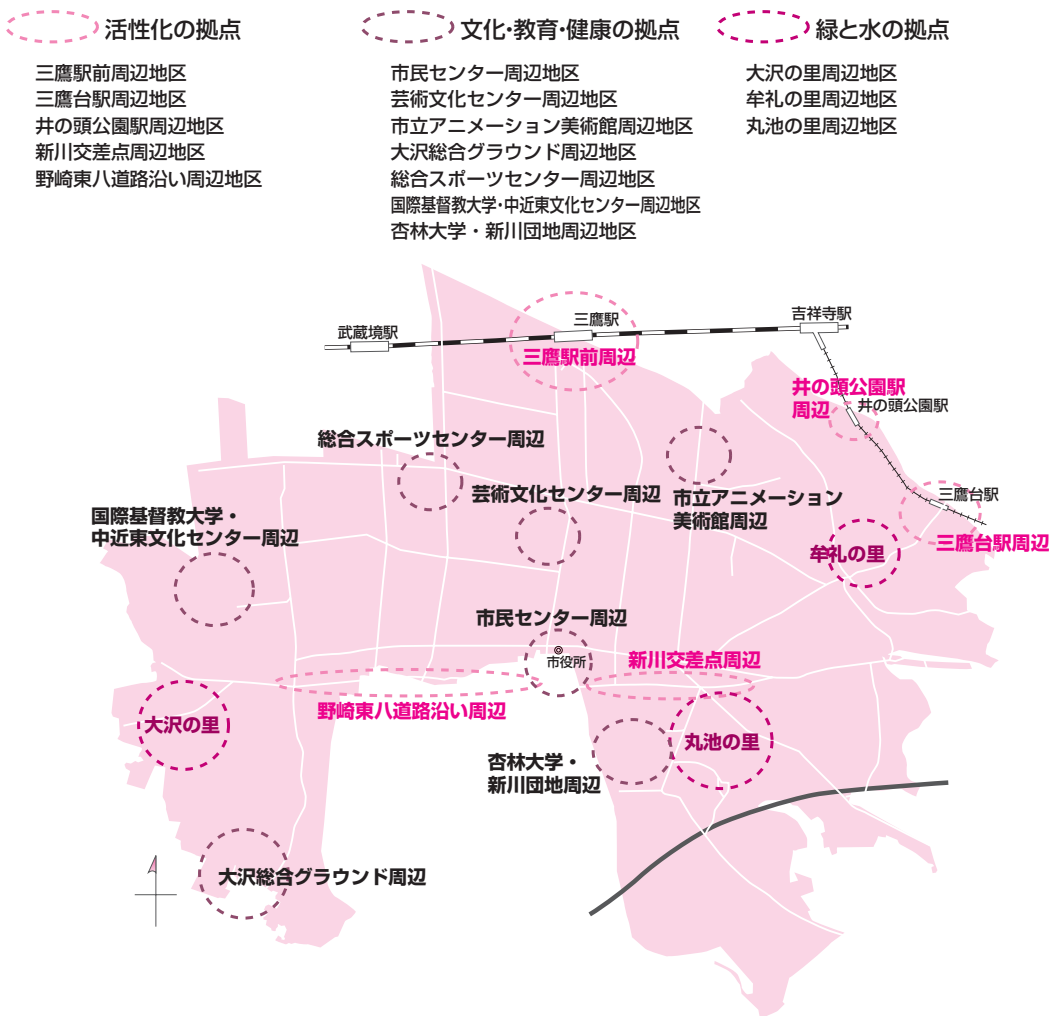 活性化の拠点
三鷹駅前周辺地区
三鷹台駅周辺地区
井の頭公園駅周辺地区
新川交差点周辺地区
野崎東八道路沿い周辺地区
文化・教育・健康の拠点
市民センター周辺地区
芸術文化センター周辺地区
市立アニメーション美術館周辺地区
大沢総合グラウンド周辺地区
総合スポーツセンター周辺地区
国際基督教大学・中近東文化センター周辺地区
杏林大学・新川団地周辺地区
緑と水の拠点
大沢の里周辺地区
牟礼の里周辺地区
丸池の里周辺地区
武蔵境駅
三鷹駅
吉祥寺駅
三鷹駅前周辺
井の頭公園駅
周辺
井の頭公園駅
総合スポーツセンター周辺
芸術文化センター周辺
市立アニメーション
美術館周辺
三鷹台駅
三鷹台駅周辺
国際基督教大学・
中近東文化センター周辺
牟礼の里
市民センター周辺
市役所
新川交差点周辺
野崎東八道路沿い周辺
大沢の里
丸池の里
杏林大学・
新川団地周辺
大沢総合グラウンド周辺